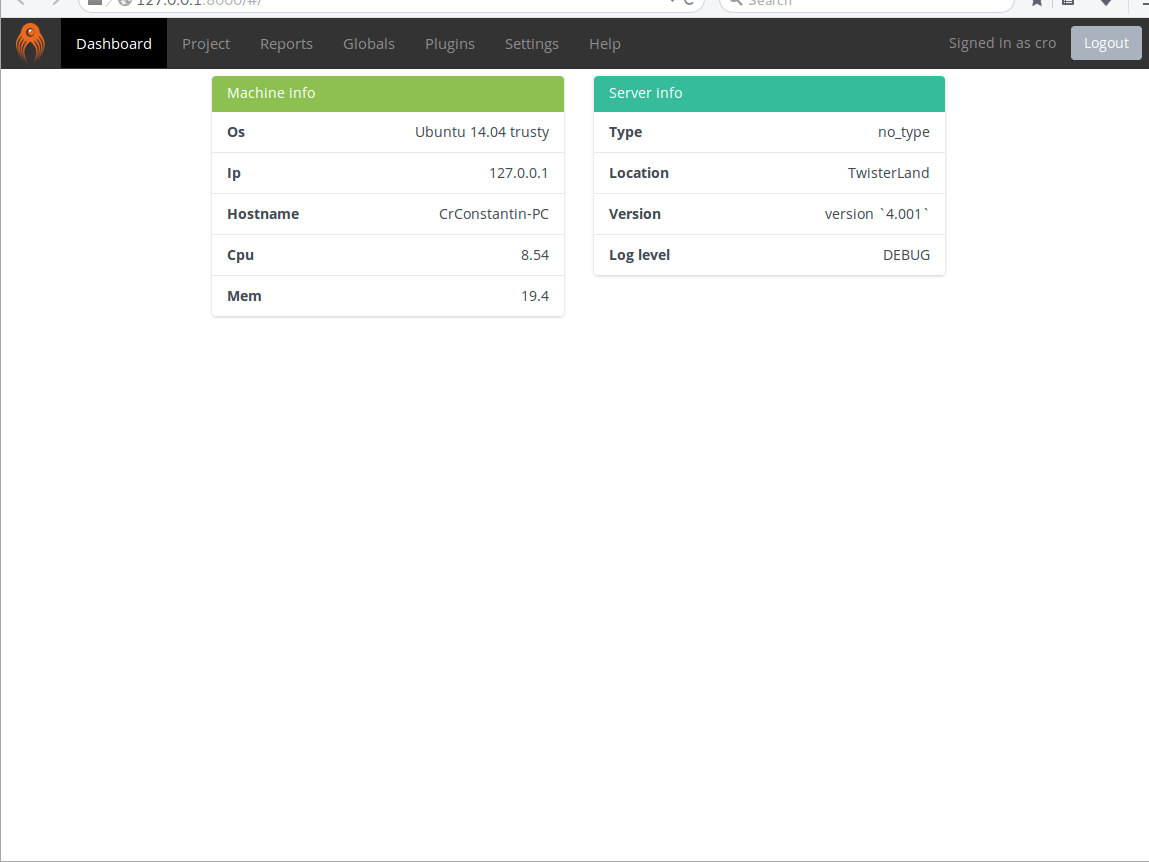 127.0.0.1:8000/#/
Search
Dashboard Project Reports Globals Plugins Settings Help Signed in as cro Logout
Machine info
Os Ubuntu 14.04 trusty
Ip 127.0.0.1
Hostname CrConstantin-PC
Cpu 8.54
Mem 19.4
Server info
Type no_type
Location TwisterLand
Version version `4.001`
Log level DEBUG